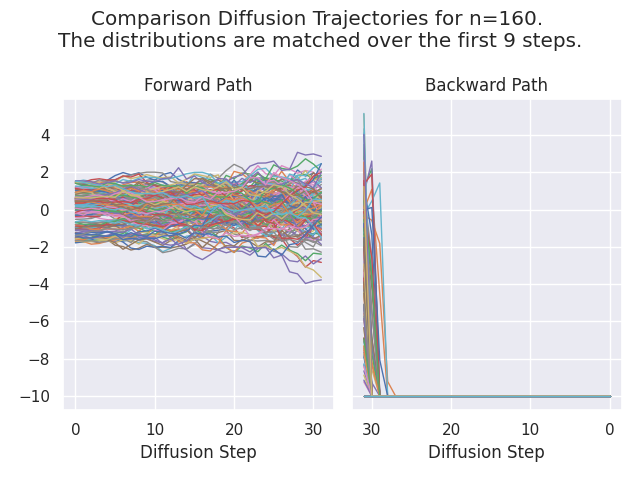 Comparison Diffusion Trajectories for n=160.
The distributions are matched over the first 9 steps.
Forward Path
Backward Path
4
2
0
−2
−4
−6
−8
−10
0 10 20 30
30 20 10 0
Diffusion Step
Diffusion Step